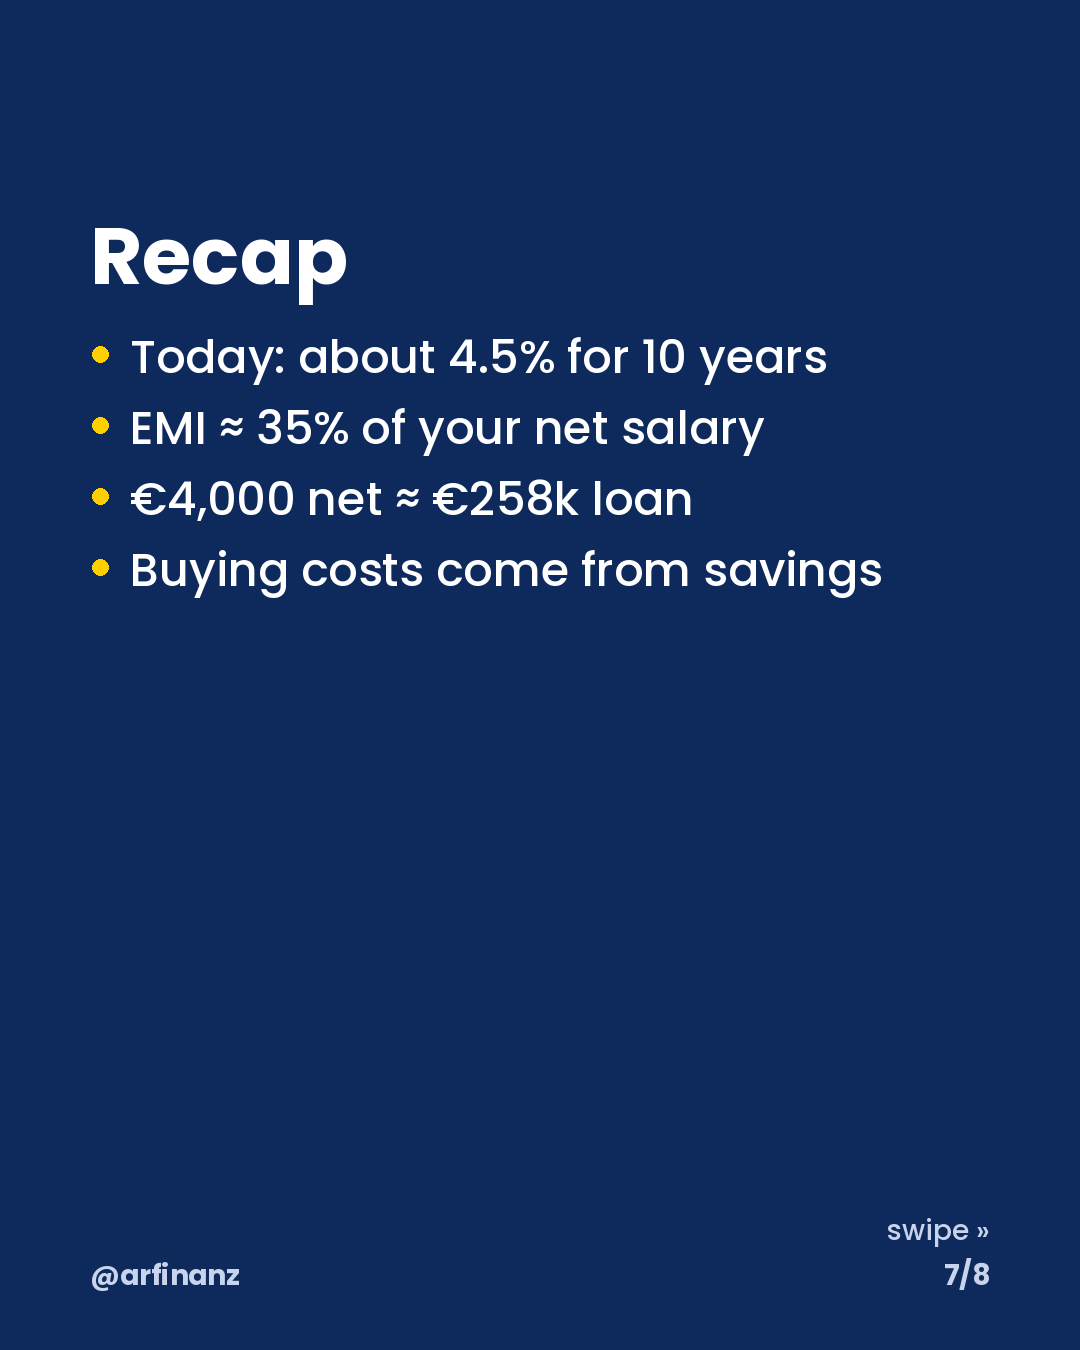 Recap
• Today: about 4.5% for 10 years
• EMI ≈ 35% of your net salary
• €4,000 net ≈ €258k loan
• Buying costs come from savings
swipe »
@arfinanz
7/8